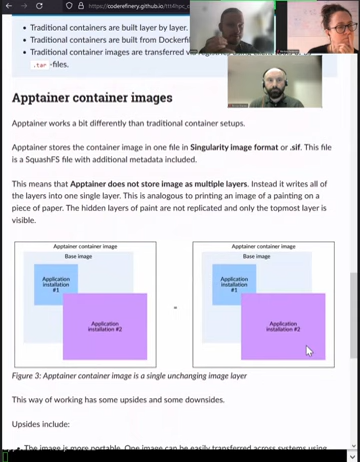 https://coderefinery.github.io/ttt4hpc_c
Traditional containers are built layer by layer.
Traditional containers are built from Dockerfil
Traditional container images are transferred
.tar -files.
Apptainer container images
Apptainer works a bit differently than traditional container setups.
Apptainer stores the container image in one file in Singularity image format or .sif. This file
is a SquashFS file with additional metadata included.
This means that Apptainer does not store image as multiple layers. Instead it writes all of
the layers into one single layer. This is analogous to printing an image of a painting on a
piece of paper. The hidden layers of paint are not replicated and only the topmost layer is
visible.
Apptainer container image
Base image
Application
installation
#1
Application
installation #2
=
Apptainer container image
Base image
Application
installation
#1
Application
installation #2
Figure 3: Apptainer container image is a single unchanging image layer
This way of working has some upsides and some downsides.
Upsides include:
The image is more portable. One image can be easily transferred across systems using